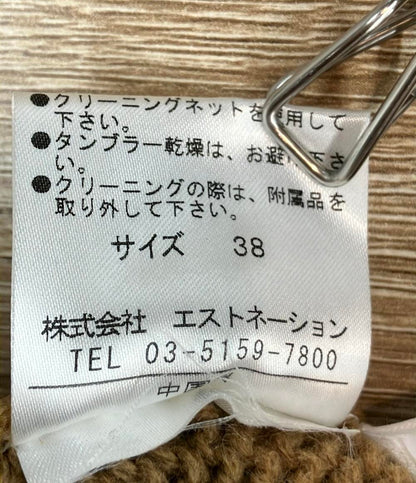 ●クリーニングネットを使用して
下さい。
●タンブラー乾燥は、お避け下さ
い。
●クリーニングの際は、附属品を
取り外して下さい。
サイズ 38
株式会社 エストネーション
TEL 03-5159-7800